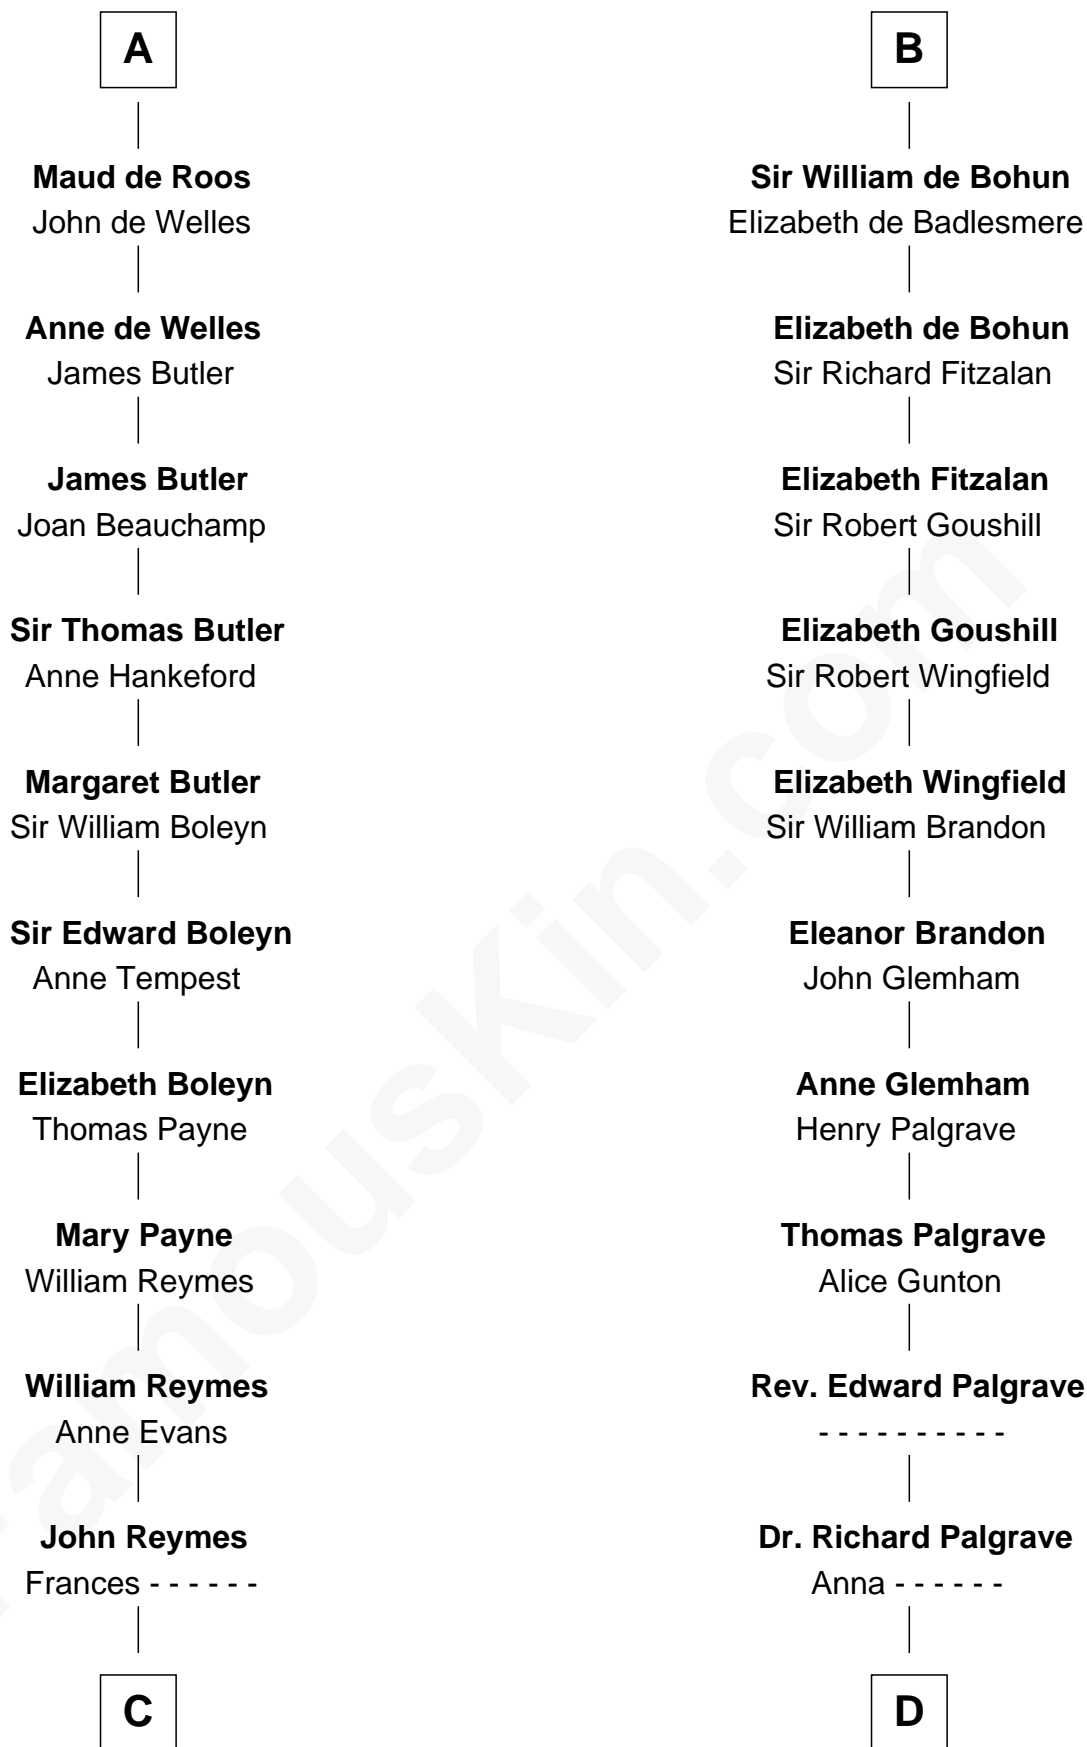 A
Maud de Roos
John de Welles
Anne de Welles
James Butler
James Butler
Joan Beauchamp
Sir Thomas Butler
Anne Hankeford
Margaret Butler
Sir William Boleyn
Sir Edward Boleyn
Anne Tempest
Elizabeth Boleyn
Thomas Payne
Mary Payne
William Reymes
William Reymes
Anne Evans
John Reymes
Frances - - - - - -
C
B
Sir William de Bohun
Elizabeth de Badlesmere
Elizabeth de Bohun
Sir Richard Fitzalan
Elizabeth Fitzalan
Sir Robert Goushill
Elizabeth Goushill
Sir Robert Wingfield
Elizabeth Wingfield
Sir William Brandon
Eleanor Brandon
John Glemham
Anne Glemham
Henry Palgrave
Thomas Palgrave
Alice Gunton
Rev. Edward Palgrave
- - - - - - - - - -
Dr. Richard Palgrave
Anna - - - - - -
D
FamousKin.com